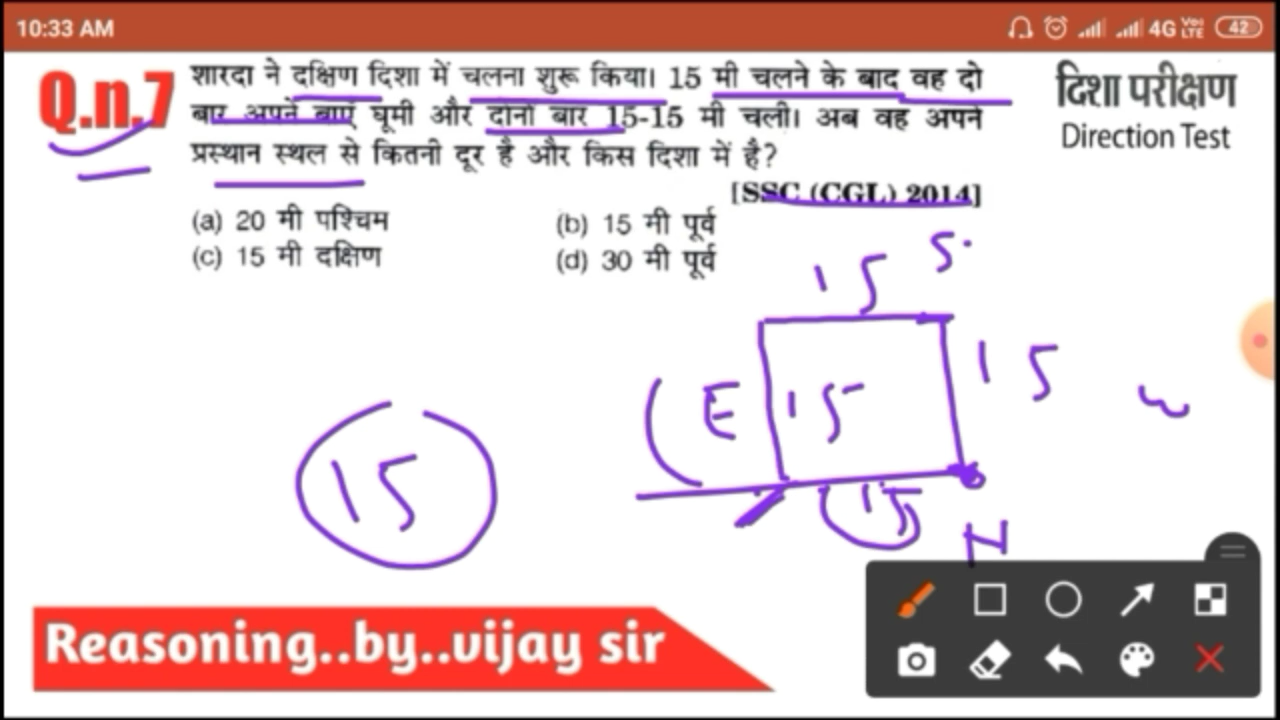 10:33 AM
4G VoLTE 42
Q.n.7
शारदा ने दक्षिण दिशा में चलना शुरू किया। 15 मी चलने के बाद वह दो
बार अपने बाएँ घूमी और दोनों बार 15-15 मी चली। अब वह अपने
प्रस्थान स्थल से कितनी दूर है और किस दिशा में है?
[SSC (CGL) 2014]
(a) 20 मी पश्चिम
(b) 15 मी पूर्व
(c) 15 मी दक्षिण
(d) 30 मी पूर्व
दिशा परीक्षण
Direction Test
15 S
E 15 15 W
15
15
N
Reasoning..by..vijay sir